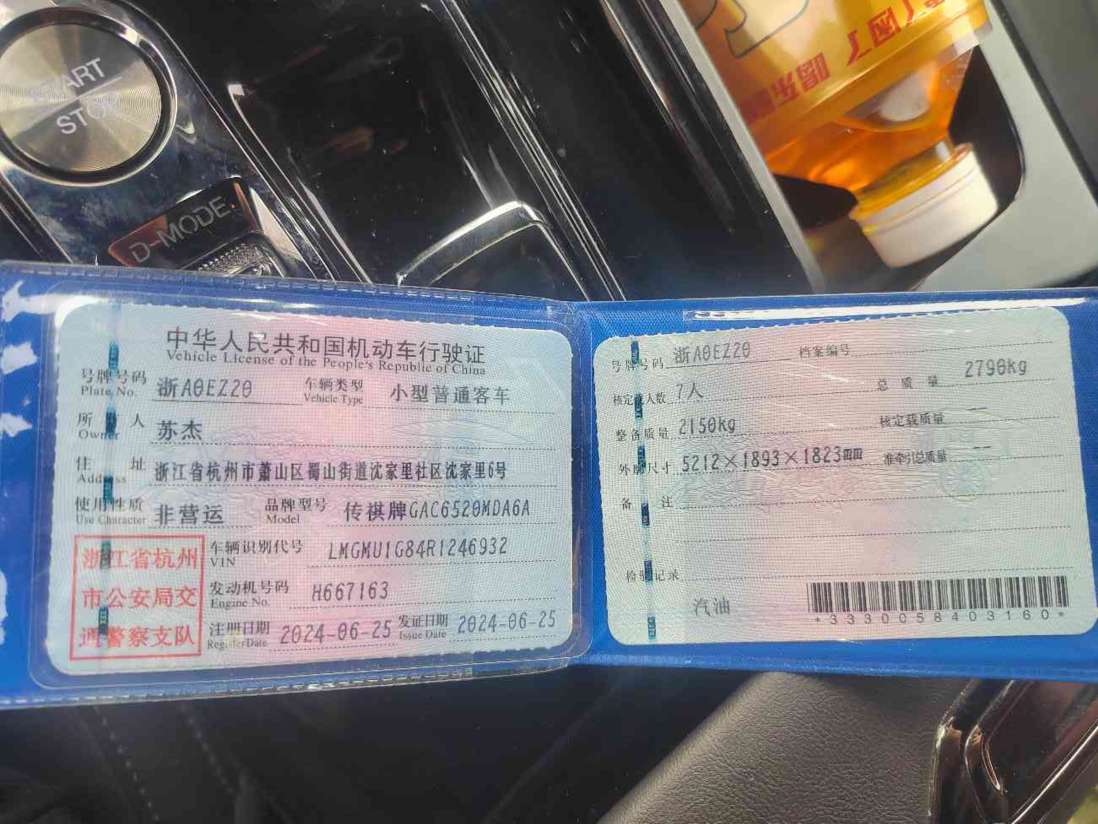 START
STOP
D-MODE
中华人民共和国机动车行驶证
Vehicle License of the People's Republic of China
号牌号码 浙A0EZ20 车辆类型 小型普通客车
Plate No. Vehicle Type
所 人 苏杰
Owner
住 址 浙江省杭州市萧山区蜀山街道沈家里社区沈家里6号
Address
使用性质 非营运 品牌型号 传祺牌GAC6520MDA6A
Use Character Model
浙江省杭州
市公安局交
通警察支队
车辆识别代号 LMGMU1G84R1246932
VIN
发动机号码 H667163
Engine No.
注册日期 2024-06-25 发证日期 2024-06-25
Register Date Issue Date
号牌号码 浙A0EZ20 档案编号
核定载人数 7人 总质量 2790kg
整备质量 2150kg 核定载质量 --
外廓尺寸 5212×1893×1823mm 准牵引总质量 --
备 注
检验记录
汽油
*3330058403160*